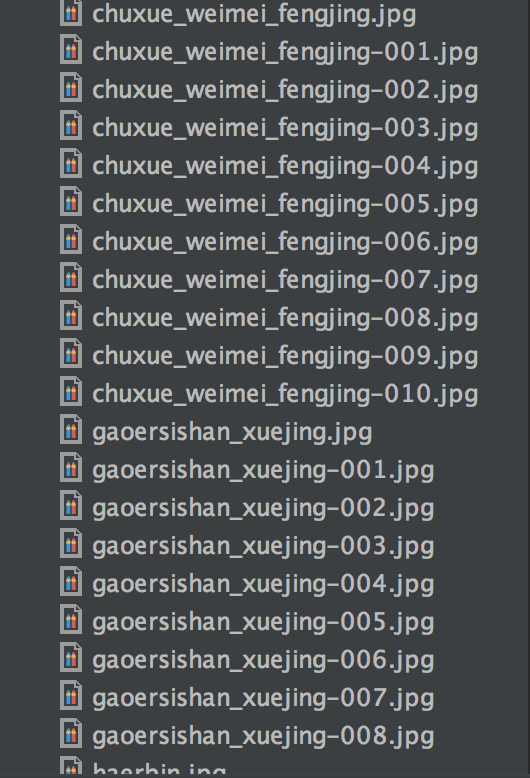 chuxue_weimei_fengjing.jpg
chuxue_weimei_fengjing-001.jpg
chuxue_weimei_fengjing-002.jpg
chuxue_weimei_fengjing-003.jpg
chuxue_weimei_fengjing-004.jpg
chuxue_weimei_fengjing-005.jpg
chuxue_weimei_fengjing-006.jpg
chuxue_weimei_fengjing-007.jpg
chuxue_weimei_fengjing-008.jpg
chuxue_weimei_fengjing-009.jpg
chuxue_weimei_fengjing-010.jpg
gaoersishan_xuejing.jpg
gaoersishan_xuejing-001.jpg
gaoersishan_xuejing-002.jpg
gaoersishan_xuejing-003.jpg
gaoersishan_xuejing-004.jpg
gaoersishan_xuejing-005.jpg
gaoersishan_xuejing-006.jpg
gaoersishan_xuejing-007.jpg
gaoersishan_xuejing-008.jpg
haerbin.jpg